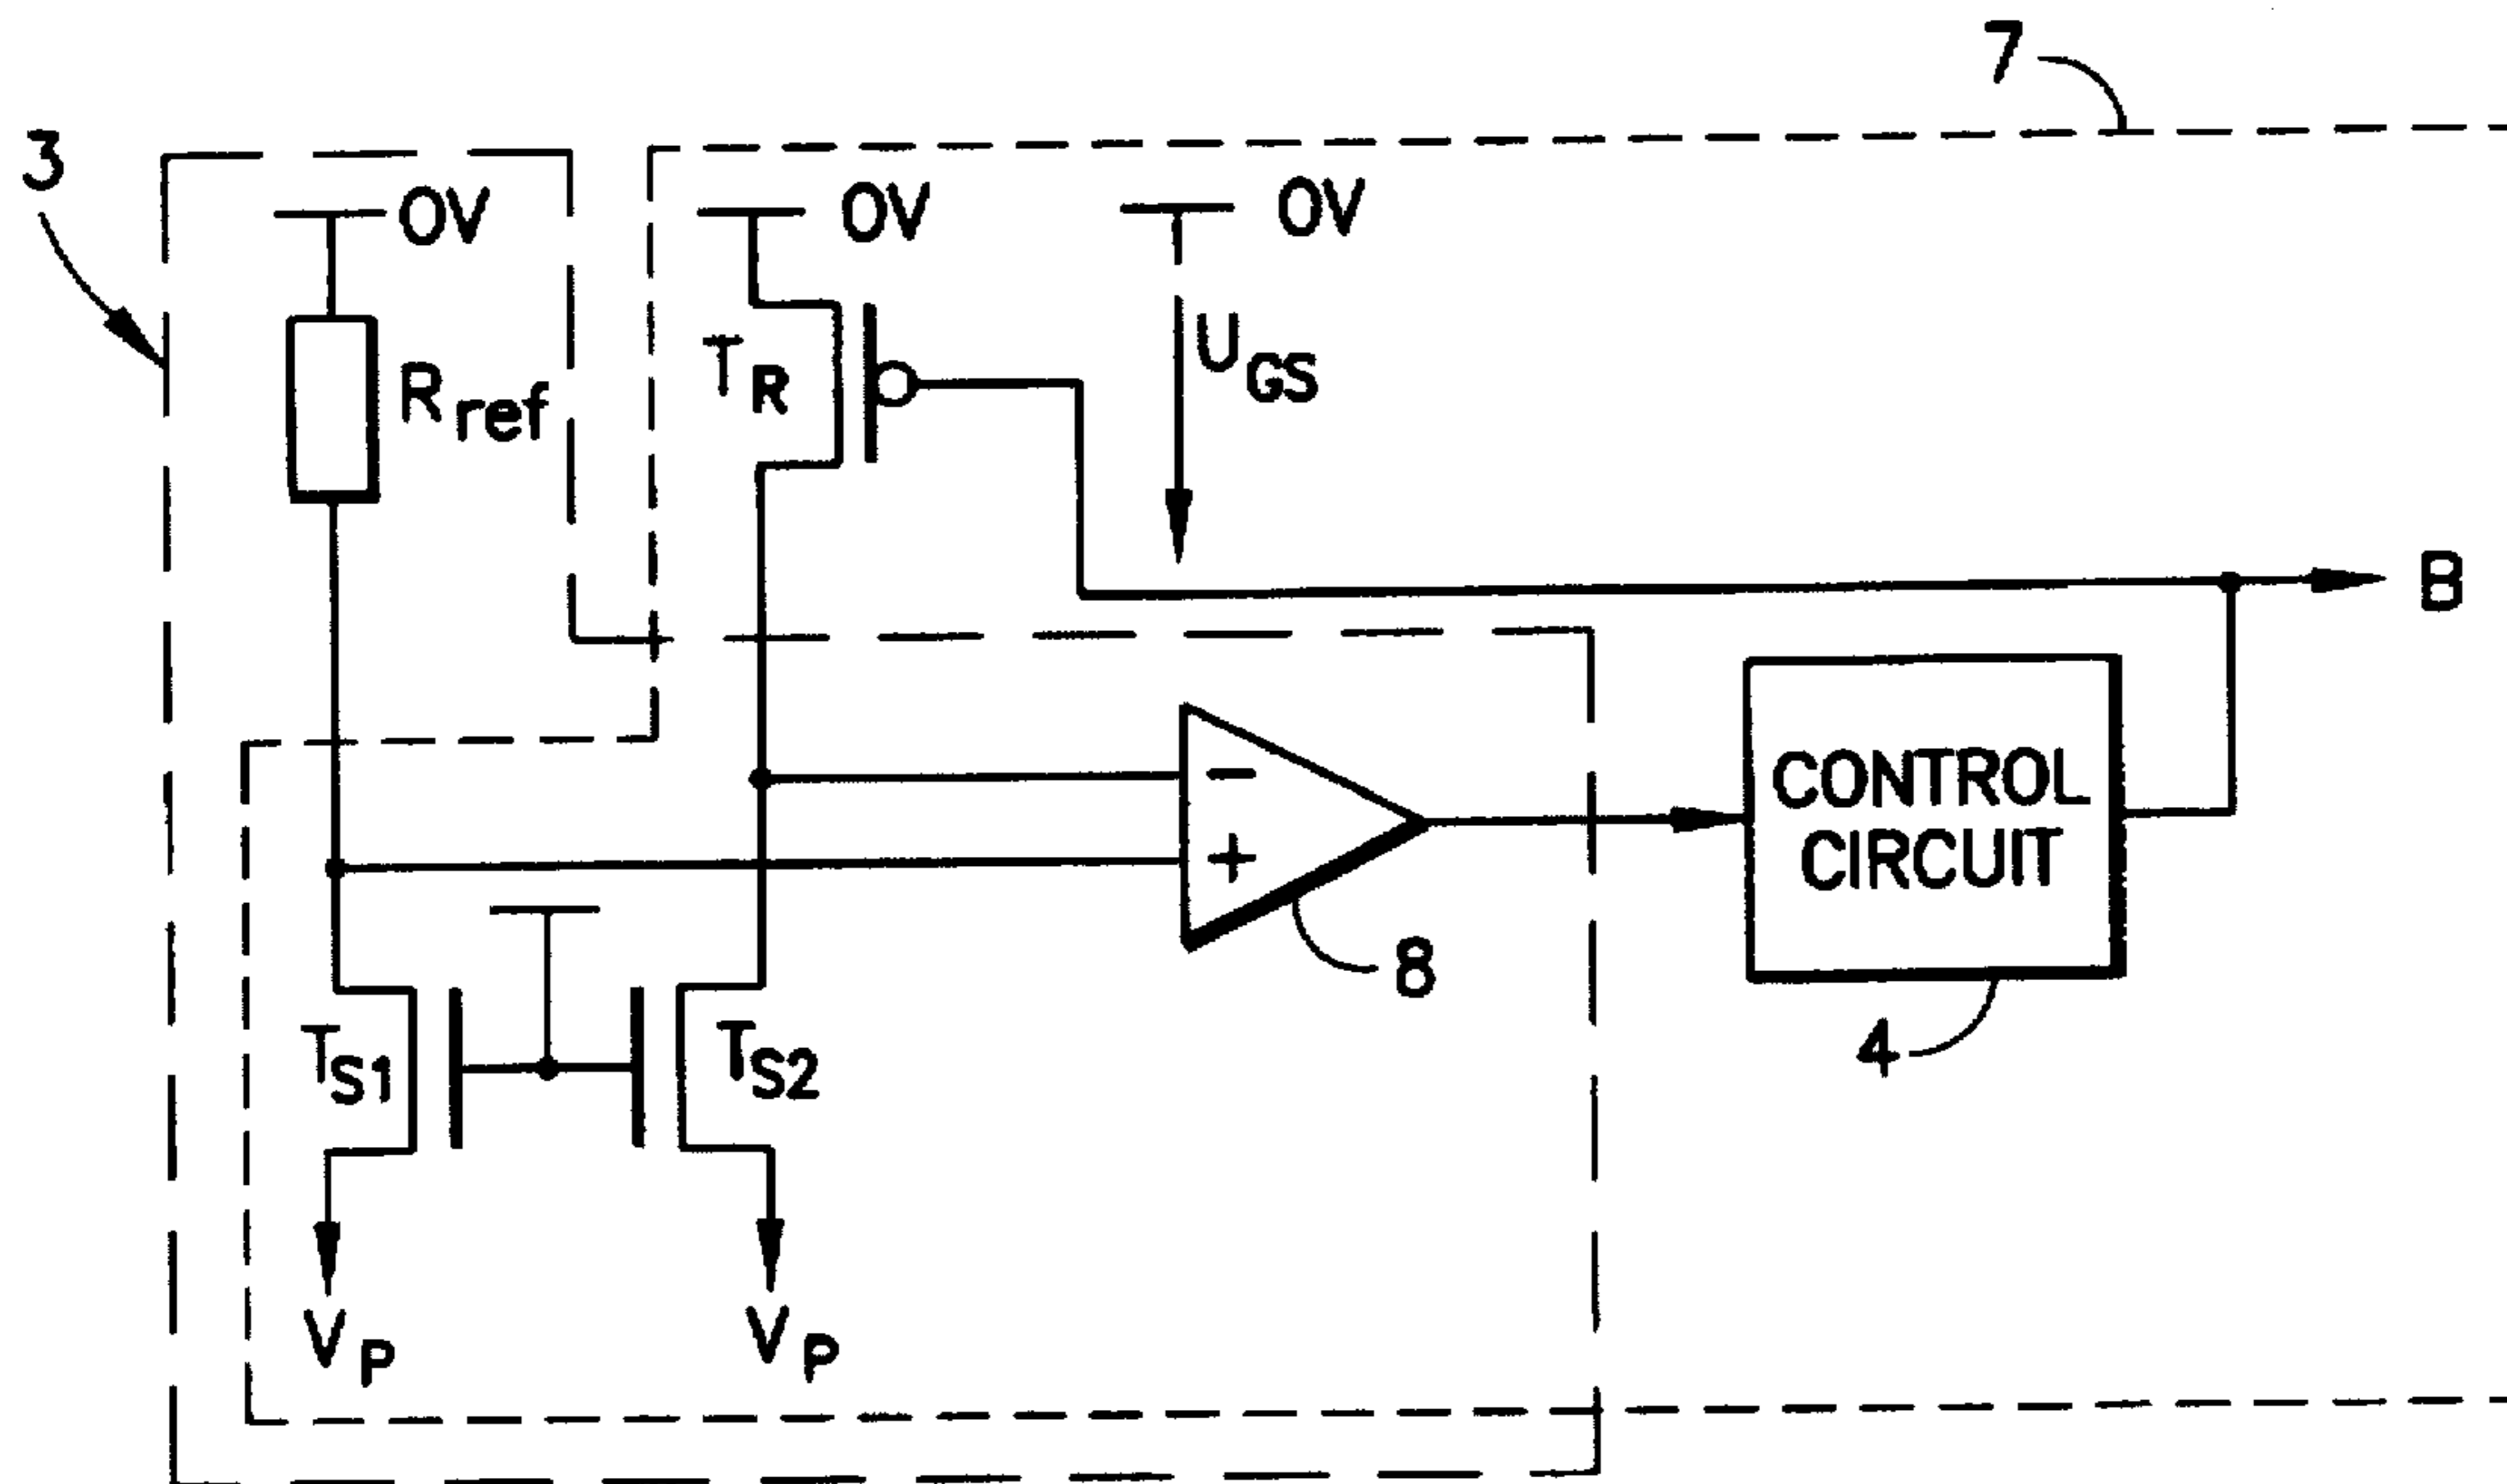 7
3
0V 0V 0V
R ref
T R
U GS
B
−
+
CONTROL
CIRCUIT
8
4
T S1
T S2
V P
V P